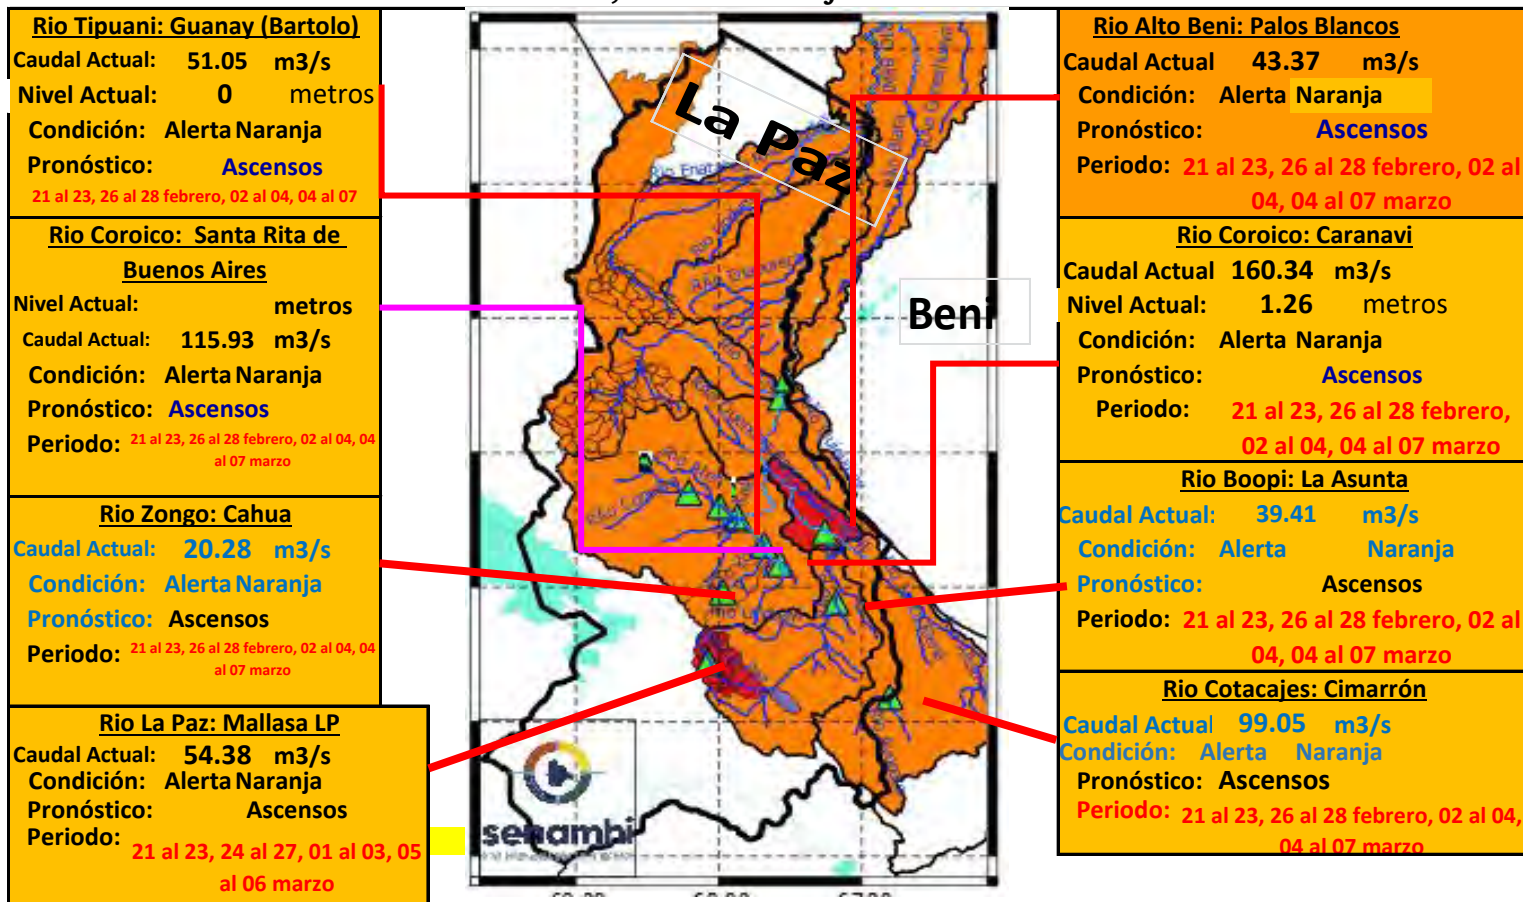 Rio Tipuani: Guanay (Bartolo)
Caudal Actual: 51.05 m3/s
Nivel Actual: 0 metros
Condición: Alerta Naranja
Pronóstico: Ascensos
21 al 23, 26 al 28 febrero, 02 al 04, 04 al 07
Rio Coroico: Santa Rita de
Buenos Aires
Nivel Actual: metros
Caudal Actual: 115.93 m3/s
Condición: Alerta Naranja
Pronóstico: Ascensos
Periodo: 21 al 23, 26 al 28 febrero, 02 al 04, 04
al 07 marzo
Rio Zongo: Cahua
Caudal Actual: 20.28 m3/s
Condición: Alerta Naranja
Pronóstico: Ascensos
Periodo: 21 al 23, 26 al 28 febrero, 02 al 04, 04
al 07 marzo
Rio La Paz: Mallasa LP
Caudal Actual: 54.38 m3/s
Condición: Alerta Naranja
Pronóstico: Ascensos
Periodo:
21 al 23, 24 al 27, 01 al 03, 05
al 06 marzo
La Paz
Beni
senamhi
Rio Alto Beni: Palos Blancos
Caudal Actual 43.37 m3/s
Condición: Alerta Naranja
Pronóstico: Ascensos
Periodo: 21 al 23, 26 al 28 febrero, 02 al
04, 04 al 07 marzo
Rio Coroico: Caranavi
Caudal Actual 160.34 m3/s
Nivel Actual: 1.26 metros
Condición: Alerta Naranja
Pronóstico: Ascensos
Periodo: 21 al 23, 26 al 28 febrero,
02 al 04, 04 al 07 marzo
Rio Boopi: La Asunta
Caudal Actual: 39.41 m3/s
Condición: Alerta Naranja
Pronóstico: Ascensos
Periodo: 21 al 23, 26 al 28 febrero, 02 al
04, 04 al 07 marzo
Rio Cotacajes: Cimarrón
Caudal Actual 99.05 m3/s
Condición: Alerta Naranja
Pronóstico: Ascensos
Periodo: 21 al 23, 26 al 28 febrero, 02 al 04,
04 al 07 marzo